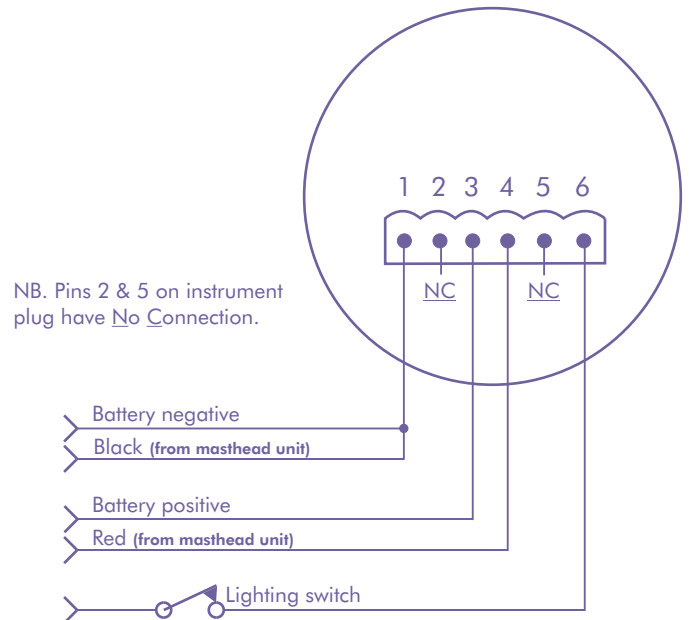 1 2 3 4 5 6
NC NC
NB. Pins 2 & 5 on instrument
plug have No Connection.
Battery negative
Black (from masthead unit)
Battery positive
Red (from masthead unit)
Lighting switch